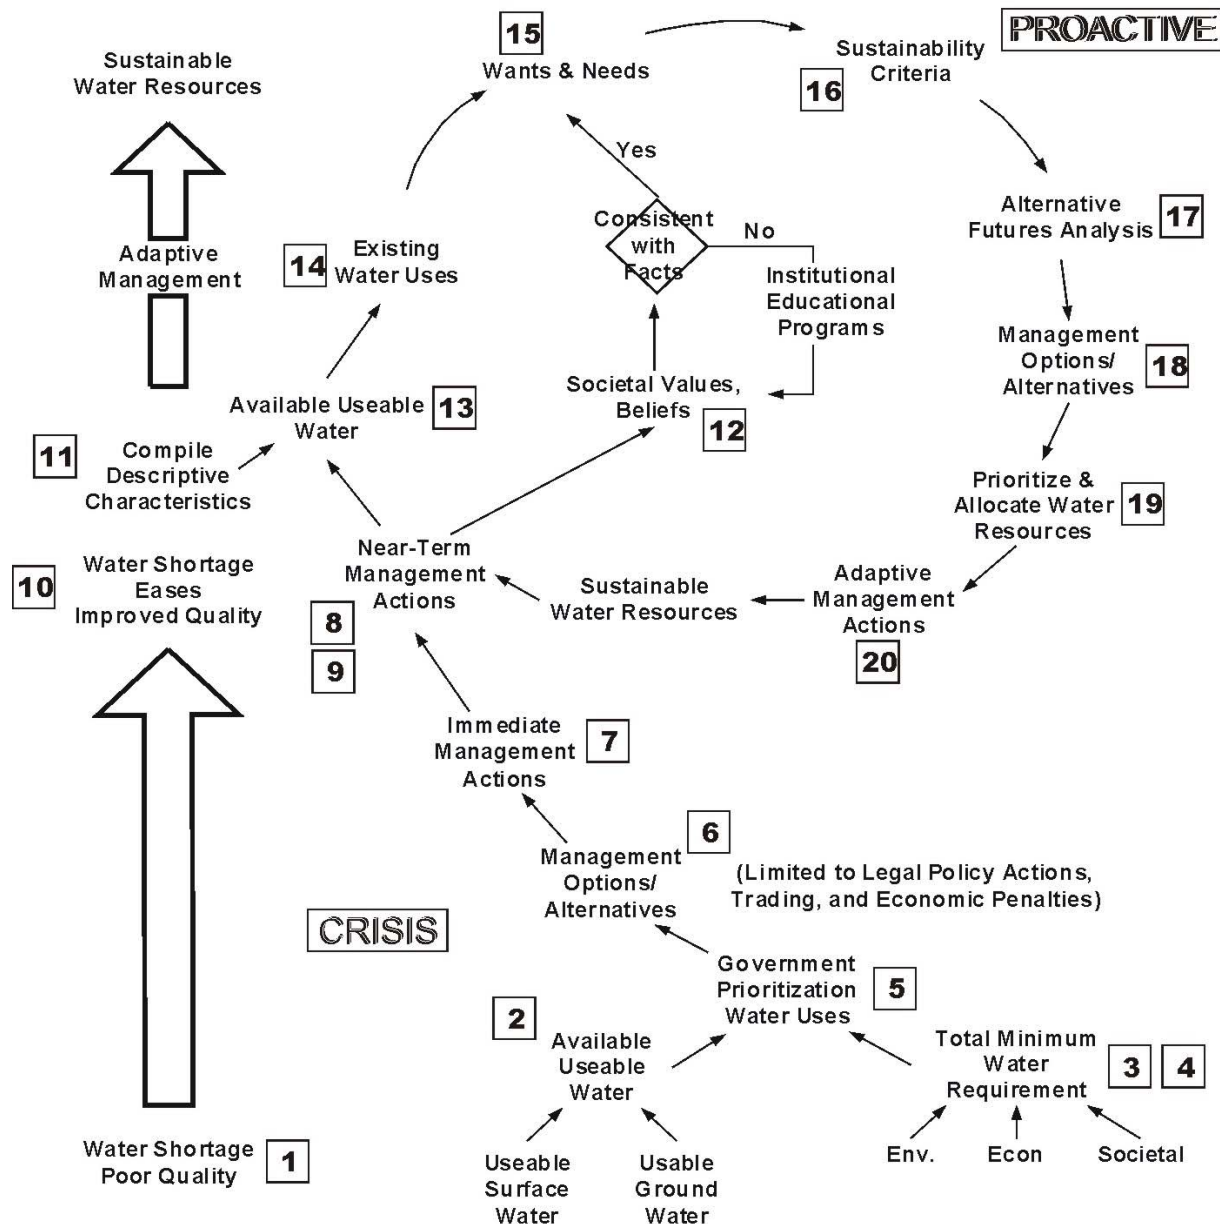 PROACTIVE
15
Wants & Needs
Sustainability
Criteria
16
Sustainable
Water Resources
Yes
Alternative
Futures Analysis
17
Consistent
with
Facts
No
Adaptive
Management
14
Existing
Water Uses
Institutional
Educational
Programs
Management
Options/
Alternatives
18
Available Useable
Water
13
Societal Values,
Beliefs
12
11
Compile
Descriptive
Characteristics
Prioritize &
Allocate Water
Resources
19
10
Water Shortage
Eases
Improved Quality
Near-Term
Management
Actions
8
9
Sustainable
Water Resources
Adaptive
Management
Actions
20
Immediate
Management
Actions
7
Management
Options/
Alternatives
6
(Limited to Legal Policy Actions,
Trading, and Economic Penalties)
CRISIS
Government
Prioritization
Water Uses
5
2
Available
Useable
Water
Total Minimum
Water
Requirement
3
4
Water Shortage
Poor Quality
1
Useable
Surface
Water
Usable
Ground
Water
Env.
Econ
Societal